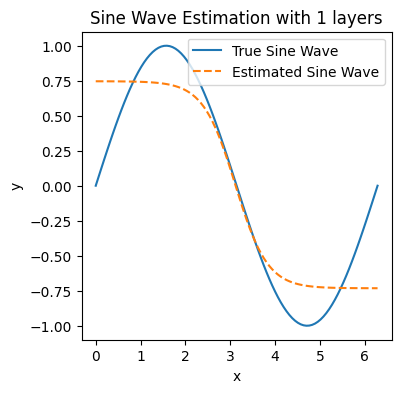 Sine Wave Estimation with 1 layers
True Sine Wave
Estimated Sine Wave
1.00
0.75
0.50
0.25
0.00
−0.25
−0.50
−0.75
−1.00
y
0 1 2 3 4 5 6
x